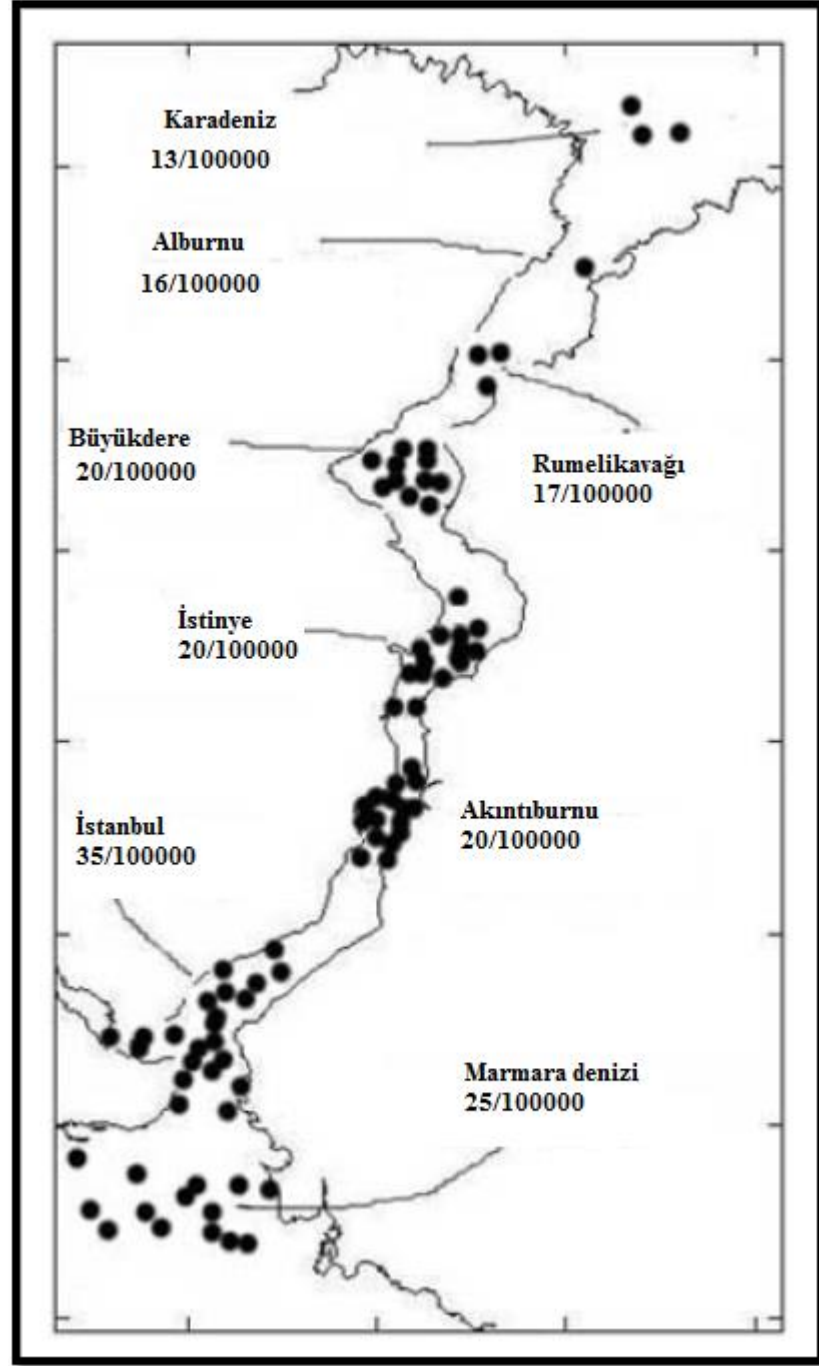 Karadeniz
13/100000
Alburnu
16/100000
Büyükdere
20/100000
Rumelikavağı
17/100000
İstinye
20/100000
Akıntıburnu
20/100000
İstanbul
35/100000
Marmara denizi
25/100000